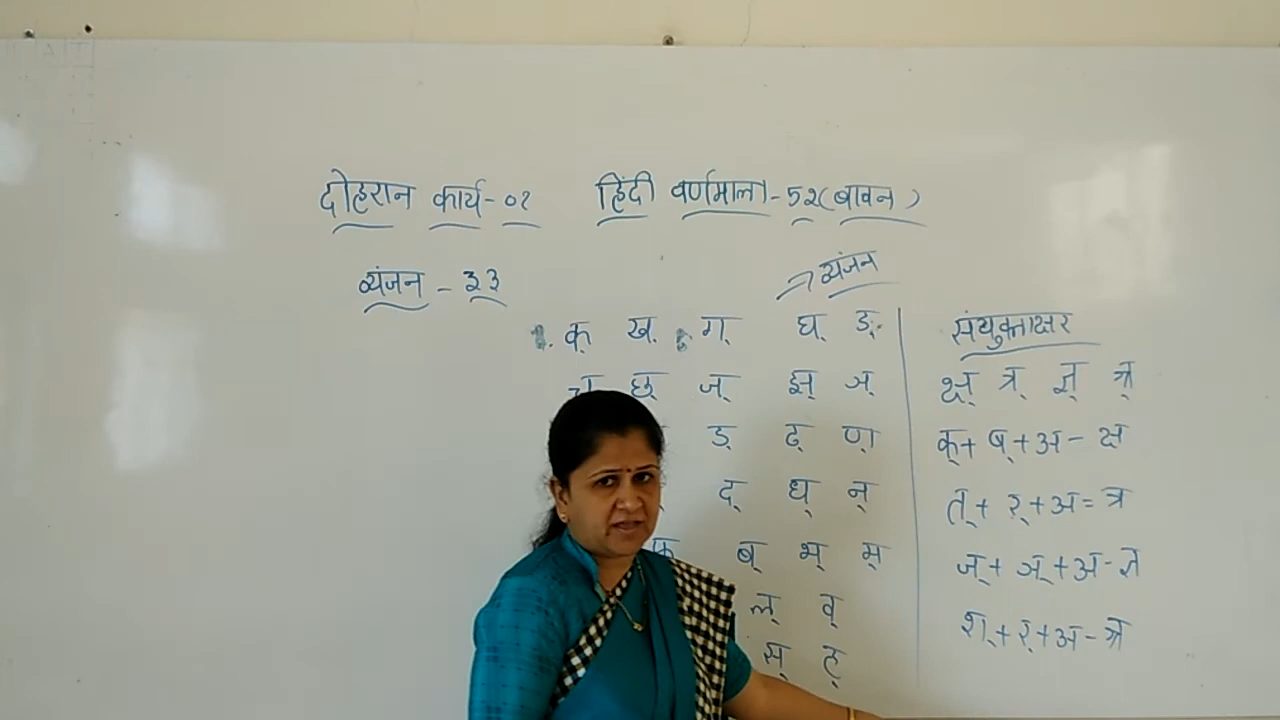 दोहरान कार्य - ०१ हिंदी वर्णमाला - ५२ (बावन)
व्यंजन - ३३
व्यंजन
क् ख् ग् घ् ङ्
च् छ् ज् झ् ञ्
ड् ढ् ण्
द् ध् न्
फ् ब् भ् म्
ल् व्
स् ह्
संयुक्ताक्षर
क्ष् त्र् ज्ञ् श्र्
क् + ष् + अ - क्ष
त् + र् + अ = त्र
ज् + ञ् + अ - ज्ञ
श् + र् + अ - श्र